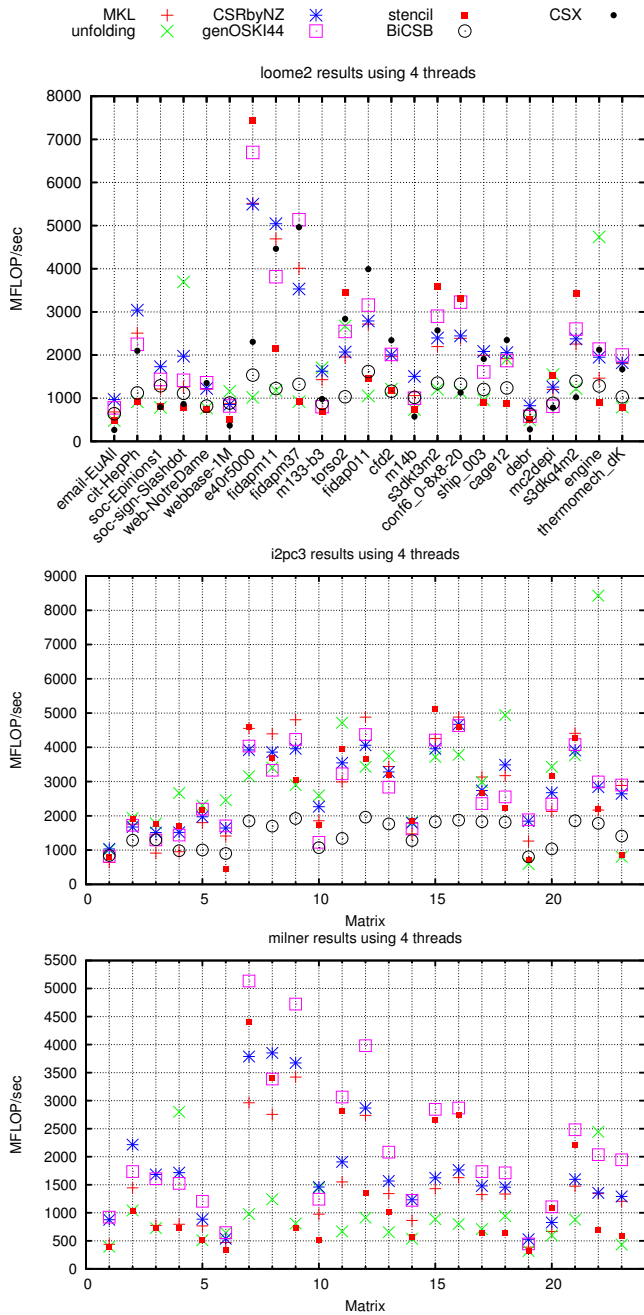 MKL CSRbyNZ stencil CSX
unfolding genOSKI44 BiCSB
loome2 results using 4 threads
8000
7000
6000
5000
4000
3000
2000
1000
0
MFLOP/sec
email-EuAll
cit-HepPh
soc-Epinions1
soc-sign-Slashdot
web-NotreDame
webbase-1M
e40r5000
fidapm11
fidapm37
m133-b3
torso2
fidap011
cfd2
m14b
s3dkt3m2
conf6_0-8x8-20
ship_003
cage12
debr
mc2depi
s3dkq4m2
engine
thermomech_dK
i2pc3 results using 4 threads
9000
8000
7000
6000
5000
4000
3000
2000
1000
0
MFLOP/sec
0 5 10 15 20
Matrix
milner results using 4 threads
5500
5000
4500
4000
3500
3000
2500
2000
1500
1000
500
0
MFLOP/sec
0 5 10 15 20
Matrix